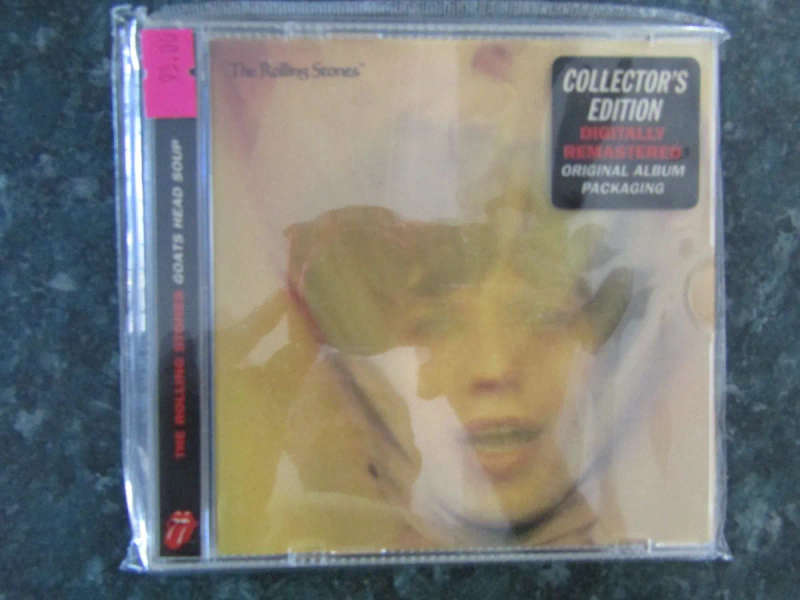 "The Rolling Stones"
COLLECTOR'S
EDITION
DIGITALLY
REMASTERED
ORIGINAL ALBUM
PACKAGING
THE ROLLING STONES GOATS HEAD SOUP